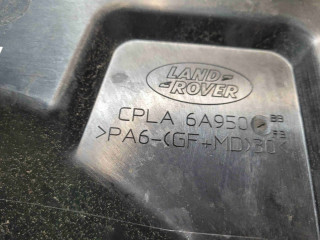 LAND-
ROVER
CPLA 6A950
>PA6-(GF+MD)30